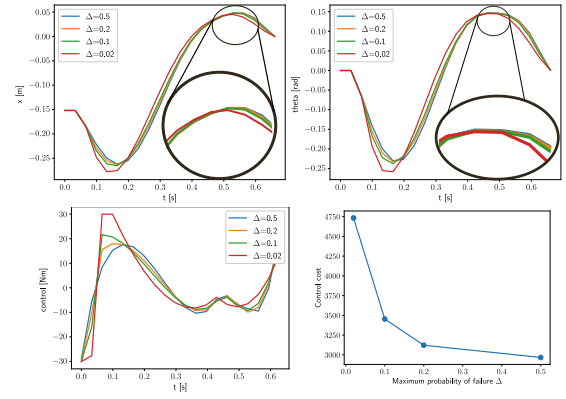 0.05
0.00
−0.05
−0.10
−0.15
−0.20
−0.25
x [m]
Δ=0.5
Δ=0.2
Δ=0.1
Δ=0.02
0.0 0.1 0.2 0.3 0.4 0.5 0.6
t [s]
0.15
0.10
0.05
0.00
−0.05
−0.10
−0.15
−0.20
−0.25
theta [rad]
Δ=0.5
Δ=0.2
Δ=0.1
Δ=0.02
0.0 0.1 0.2 0.3 0.4 0.5 0.6
t [s]
30
20
10
0
−10
−20
−30
control [Nm]
Δ=0.5
Δ=0.2
Δ=0.1
Δ=0.02
0.0 0.1 0.2 0.3 0.4 0.5 0.6
t [s]
4750
4500
4250
4000
3750
3500
3250
3000
Control cost
0.0 0.1 0.2 0.3 0.4 0.5
Maximum probability of failure Δ